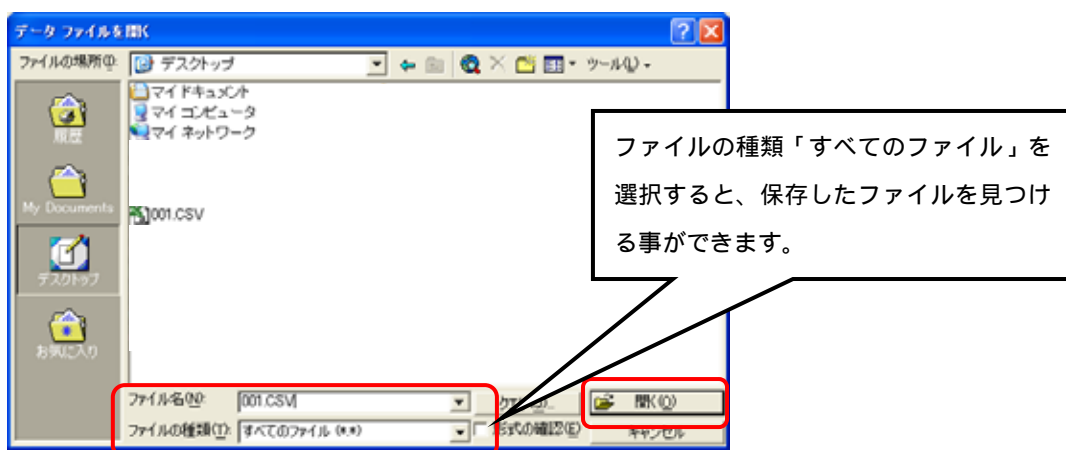 データ ファイルを開く
ファイルの場所(I):
デスクトップ
ツール(L)
マイ ドキュメント
マイ コンピュータ
マイ ネットワーク
001.CSV
履歴
My Documents
デスクトップ
お気に入り
ファイルの種類「すべてのファイル」を
選択すると、保存したファイルを見つけ
る事ができます。
ファイル名(N): 001.CSV
開く(O)
ファイルの種類(T): すべてのファイル (*.*)
形式の確認(E)
キャンセル